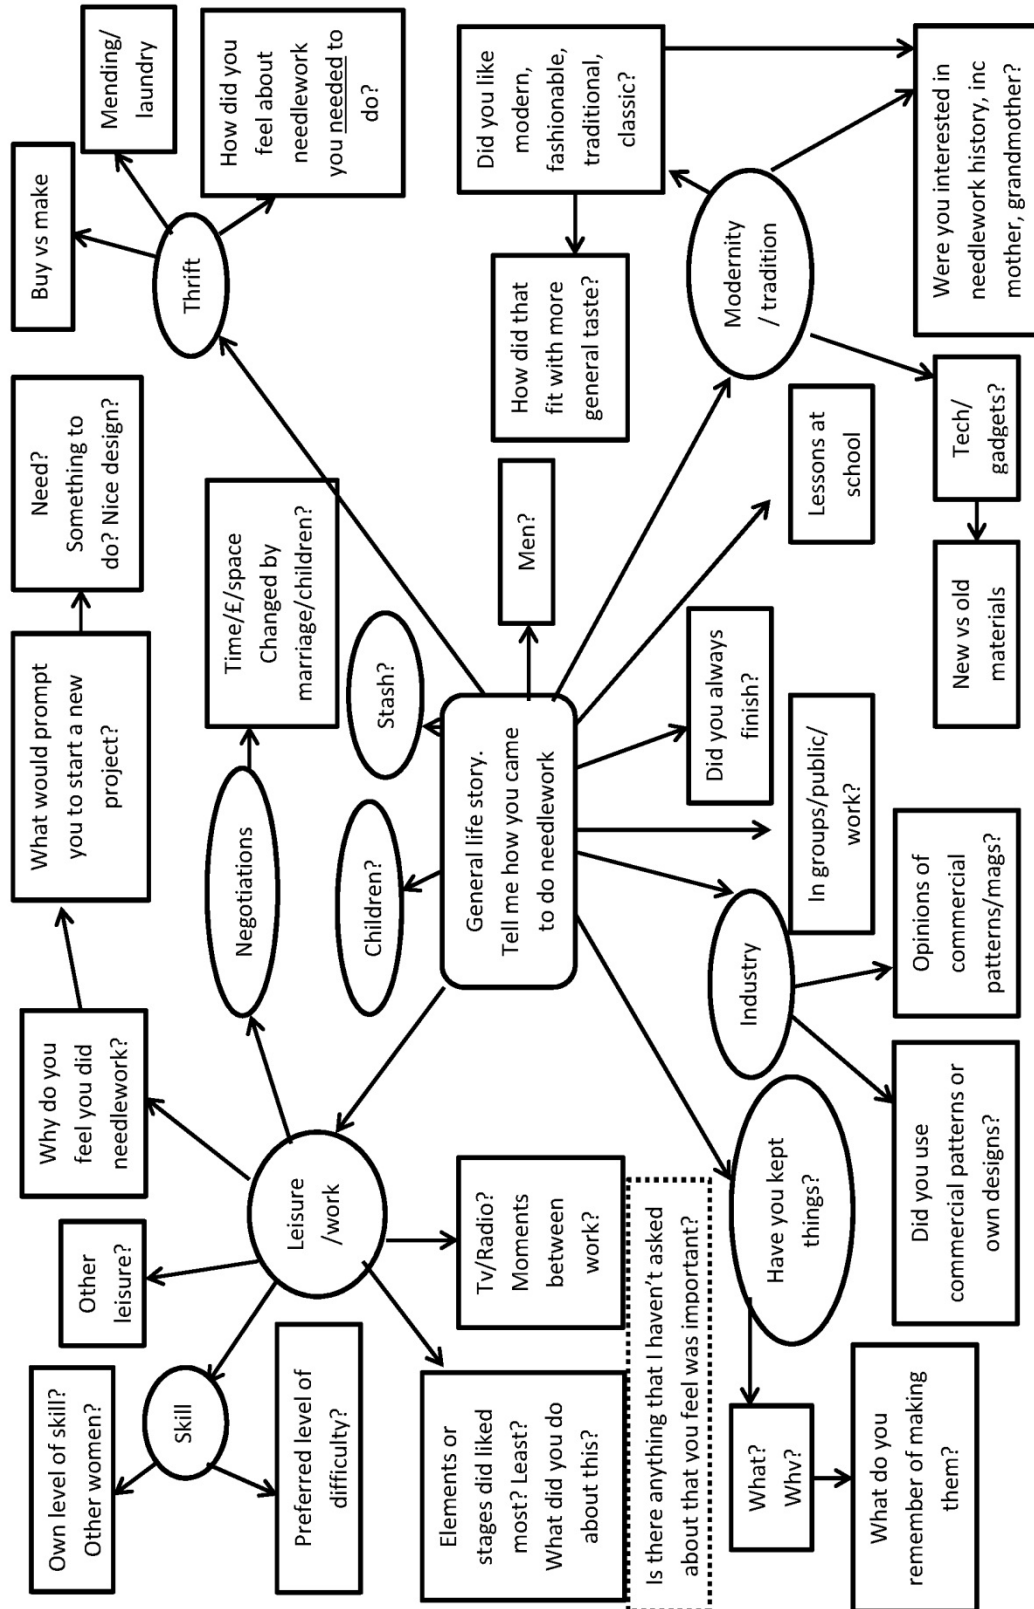 Own level of skill?
Other women?
Other
leisure?
Why do you
feel you did
needlework?
What would prompt
you to start a new
project?
Need?
Something to
do? Nice design?
Buy vs make
Mending/
laundry
Skill
Preferred level of
difficulty?
Leisure
/work
Negotiations
Time/£/space
Changed by
marriage/children?
Thrift
How did you
feel about
needlework
you needed to
do?
Children?
Stash?
Elements or
stages did liked
most? Least?
What did you do
about this?
Tv/Radio?
Moments
between
work?
General life story.
Tell me how you came
to do needlework
Men?
How did that
fit with more
general taste?
Did you like
modern,
fashionable,
traditional,
classic?
Is there anything that I haven't asked
about that you feel was important?
Have you kept
things?
Industry
Did you always
finish?
In groups/public/
work?
Lessons at
school
Modernity
/ tradition
What?
Why?
What do you
remember of making
them?
Did you use
commercial patterns or
own designs?
Opinions of
commercial
patterns/mags?
New vs old
materials
Tech/
gadgets?
Were you interested in
needlework history, inc
mother, grandmother?